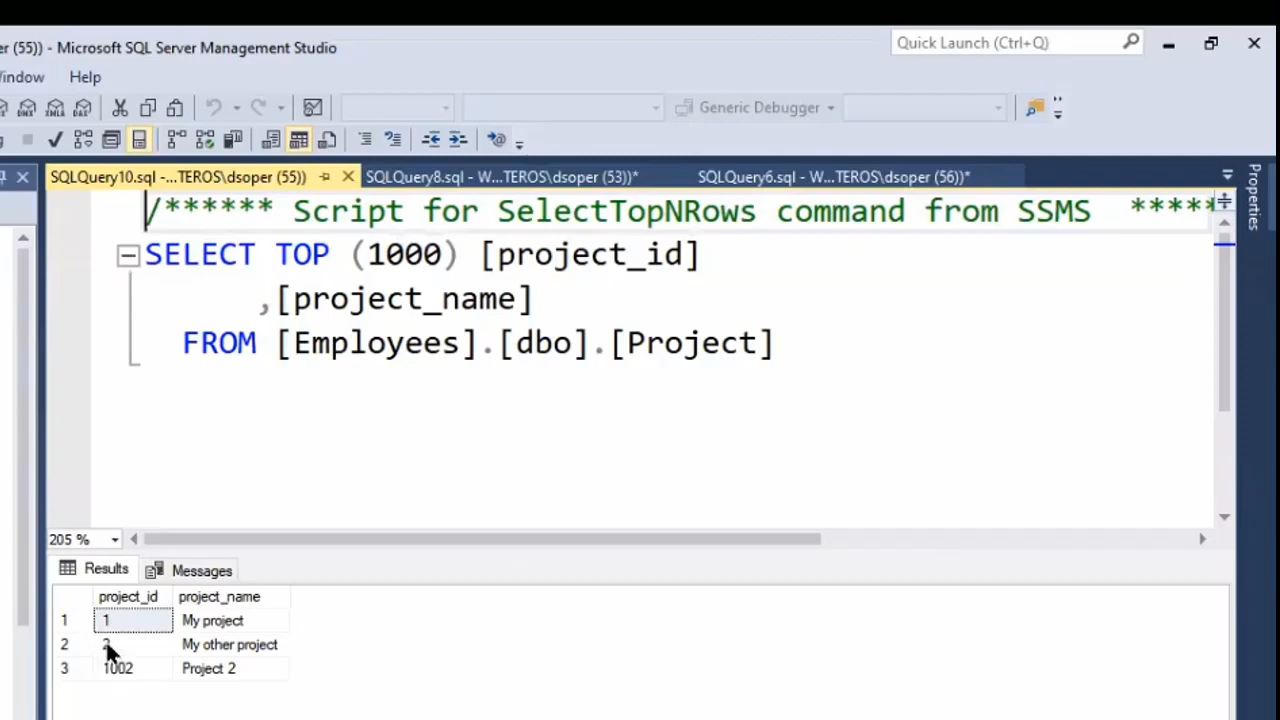 er (55)) - Microsoft SQL Server Management Studio
Quick Launch (Ctrl+Q)
indow Help
Generic Debugger
SQLQuery10.sql -...TEROS\dsoper (55)) SQLQuery8.sql - W...TEROS\dsoper (53))* SQLQuery6.sql - W...TEROS\dsoper (56))*
Properties
/****** Script for SelectTopNRows command from SSMS *****
SELECT TOP (1000) [project_id]
,[project_name]
FROM [Employees].[dbo].[Project]
205 %
Results Messages
project_id project_name
1 1 My project
2 My other project
3 1002 Project 2